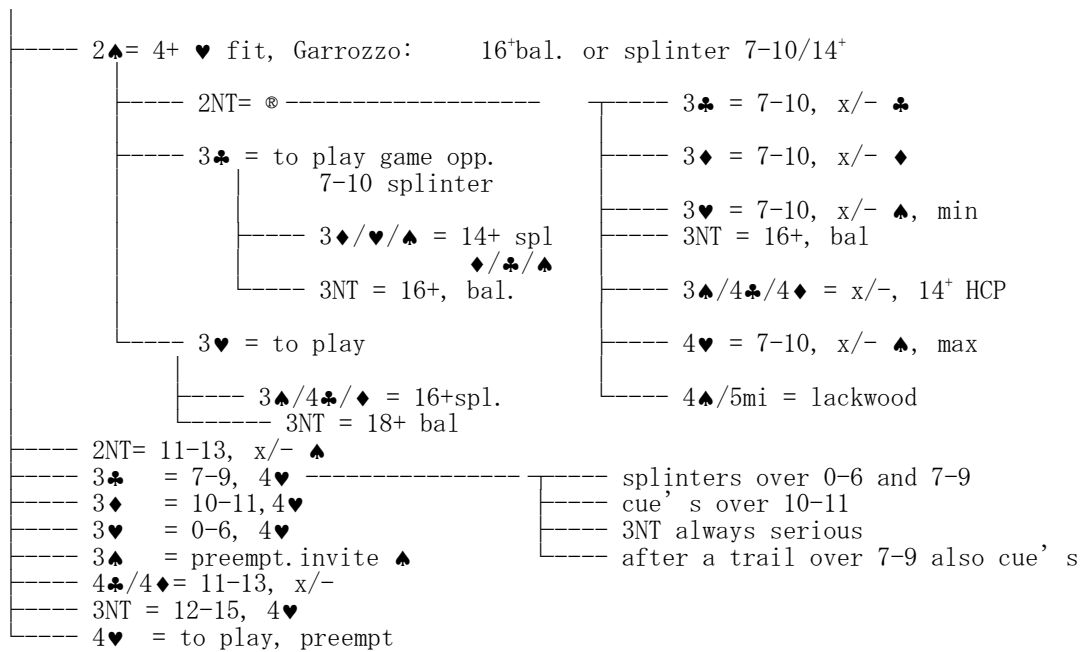 2♠= 4+ ♥ fit, Garrozzo: 16⁺bal. or splinter 7-10/14⁺
2NT= ®
3♣ = 7-10, x/- ♣
3♣ = to play game opp.
7-10 splinter
3♦ = 7-10, x/- ♦
3♥ = 7-10, x/- ♠, min
3♦/♥/♠ = 14+ spl
♦/♣/♠
3NT = 16+, bal
3NT = 16+, bal.
3♠/4♣/4♦ = x/-, 14⁺ HCP
3♥ = to play
4♥ = 7-10, x/- ♠, max
3♠/4♣/♦ = 16+spl.
4♠/5mi = lackwood
3NT = 18+ bal
2NT= 11-13, x/- ♠
3♣ = 7-9, 4♥
splinters over 0-6 and 7-9
3♦ = 10-11,4♥
cue’s over 10-11
3♥ = 0-6, 4♥
3NT always serious
3♠ = preempt.invite ♠
after a trail over 7-9 also cue’s
4♣/4♦= 11-13, x/-
3NT = 12-15, 4♥
4♥ = to play, preempt